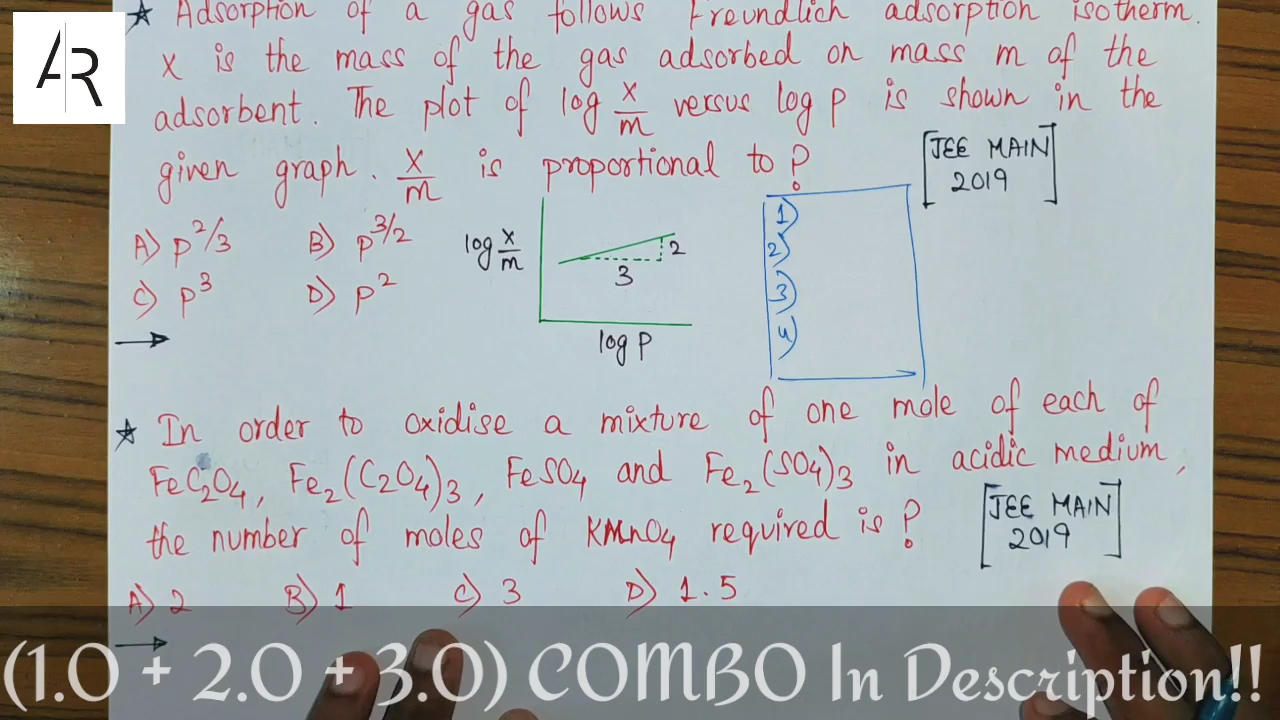 AR
★ Adsorption of a gas follows Freundlich adsorption isotherm.
x is the mass of the gas adsorbed on mass m of the
adsorbent. The plot of log x/m versus log p is shown in the
given graph. x/m is proportional to ?
[JEE MAIN
2019]
A) p^2/3 B) p^3/2
C) p^3 D) p^2
log x/m
2
3
log P
1)
2)
3)
4)
★ In order to oxidise a mixture of one mole of each of
FeC2O4, Fe2(C2O4)3, FeSO4 and Fe2(SO4)3 in acidic medium,
the number of moles of KMnO4 required is ?
[JEE MAIN
2019]
A) 2 B) 1 C) 3 D) 1.5
(1.0 + 2.0 + 3.0) COMBO In Description!!